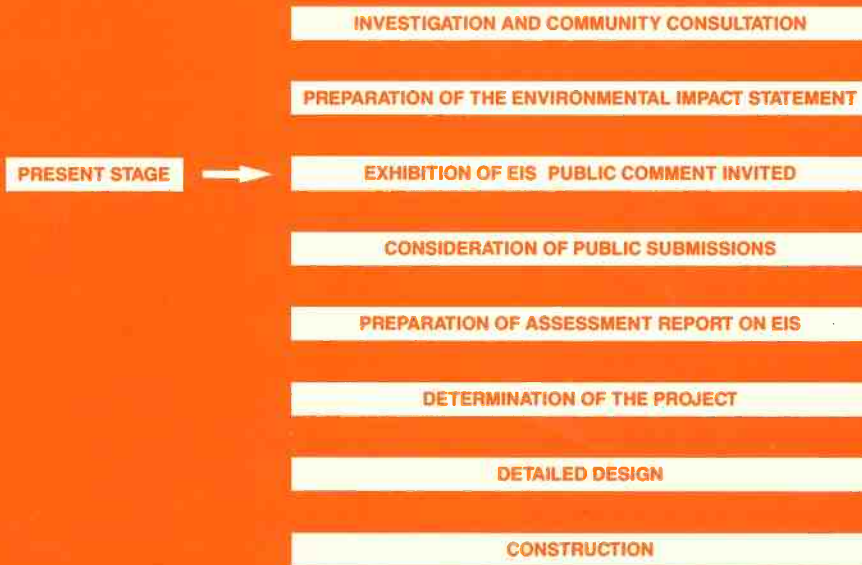 INVESTIGATION AND COMMUNITY CONSULTATION
PREPARATION OF THE ENVIRONMENTAL IMPACT STATEMENT
PRESENT STAGE
EXHIBITION OF EIS PUBLIC COMMENT INVITED
CONSIDERATION OF PUBLIC SUBMISSIONS
PREPARATION OF ASSESSMENT REPORT ON EIS
DETERMINATION OF THE PROJECT
DETAILED DESIGN
CONSTRUCTION